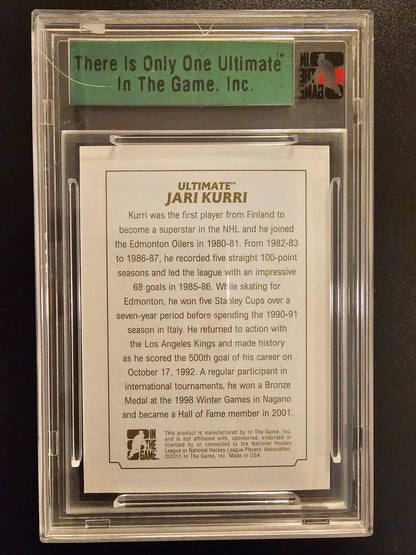 There Is Only One Ultimate™
In The Game, Inc.
IN
THE
GAME
ULTIMATE™
JARI KURRI
Kurri was the first player from Finland to
become a superstar in the NHL and he joined
the Edmonton Oilers in 1980-81. From 1982-83
to 1986-87, he recorded five straight 100-point
seasons and led the league with an impressive
68 goals in 1985-86. While skating for
Edmonton, he won five Stanley Cups over a
seven-year period before spending the 1990-91
season in Italy. He returned to action with
the Los Angeles Kings and made history
as he scored the 500th goal of his career on
October 17, 1992. A regular participant in
international tournaments, he won a Bronze
Medal at the 1998 Winter Games in Nagano
and became a Hall of Fame member in 2001.
IN
THE
GAME
This product is manufactured by In The Game, Inc.
and is not affiliated with, sponsored, endorsed or
licensed by or connected to the National Hockey
League or National Hockey League Players' Association.
©2011 In The Game, Inc. Made in USA.